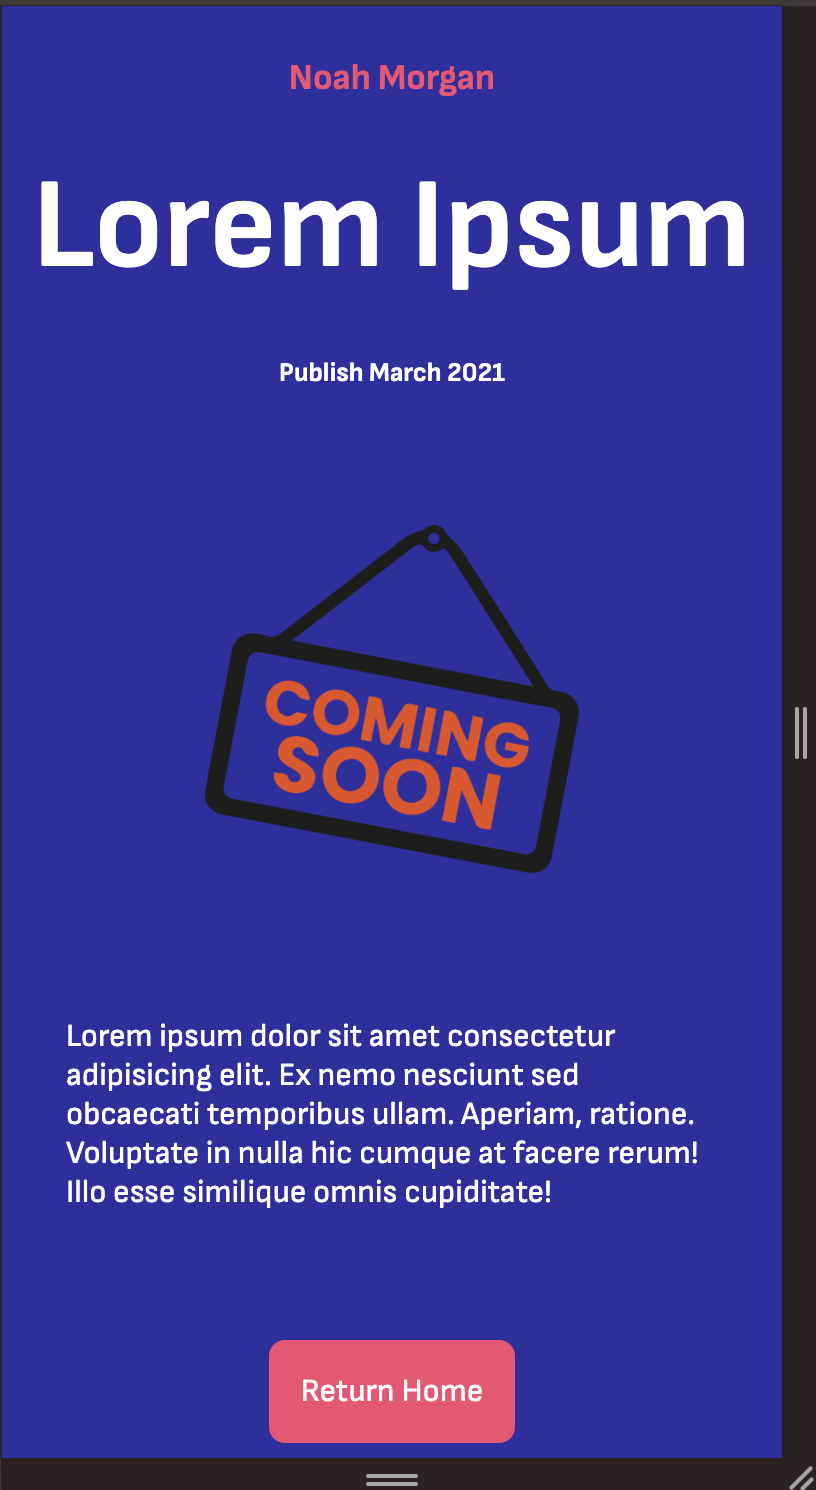 Noah Morgan
Lorem Ipsum
Publish March 2021
COMING
SOON
Lorem ipsum dolor sit amet consectetur
adipisicing elit. Ex nemo nesciunt sed
obcaecati temporibus ullam. Aperiam, ratione.
Voluptate in nulla hic cumque at facere rerum!
Illo esse similique omnis cupiditate!
Return Home